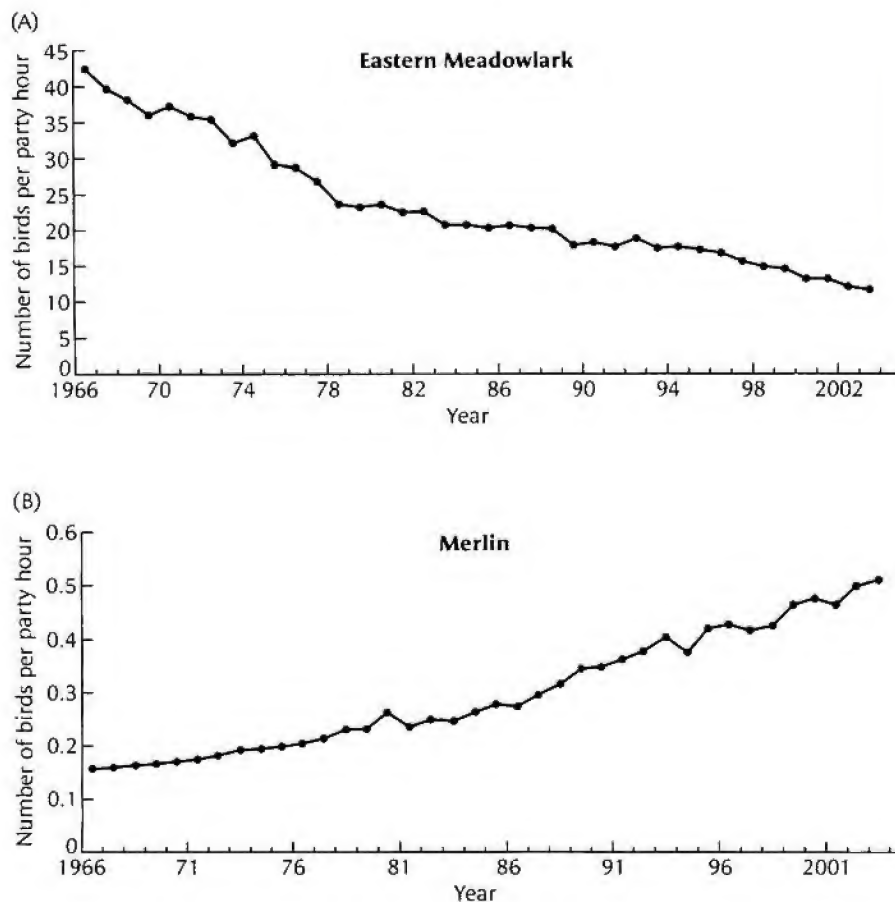 (A)
Eastern Meadowlark
Number of birds per party hour
45
40
35
30
25
20
15
10
5
0
1966 70 74 78 82 86 90 94 98 2002
Year
(B)
Merlin
Number of birds per party hour
0.6
0.5
0.4
0.3
0.2
0.1
0
1966 71 76 81 86 91 96 2001
Year